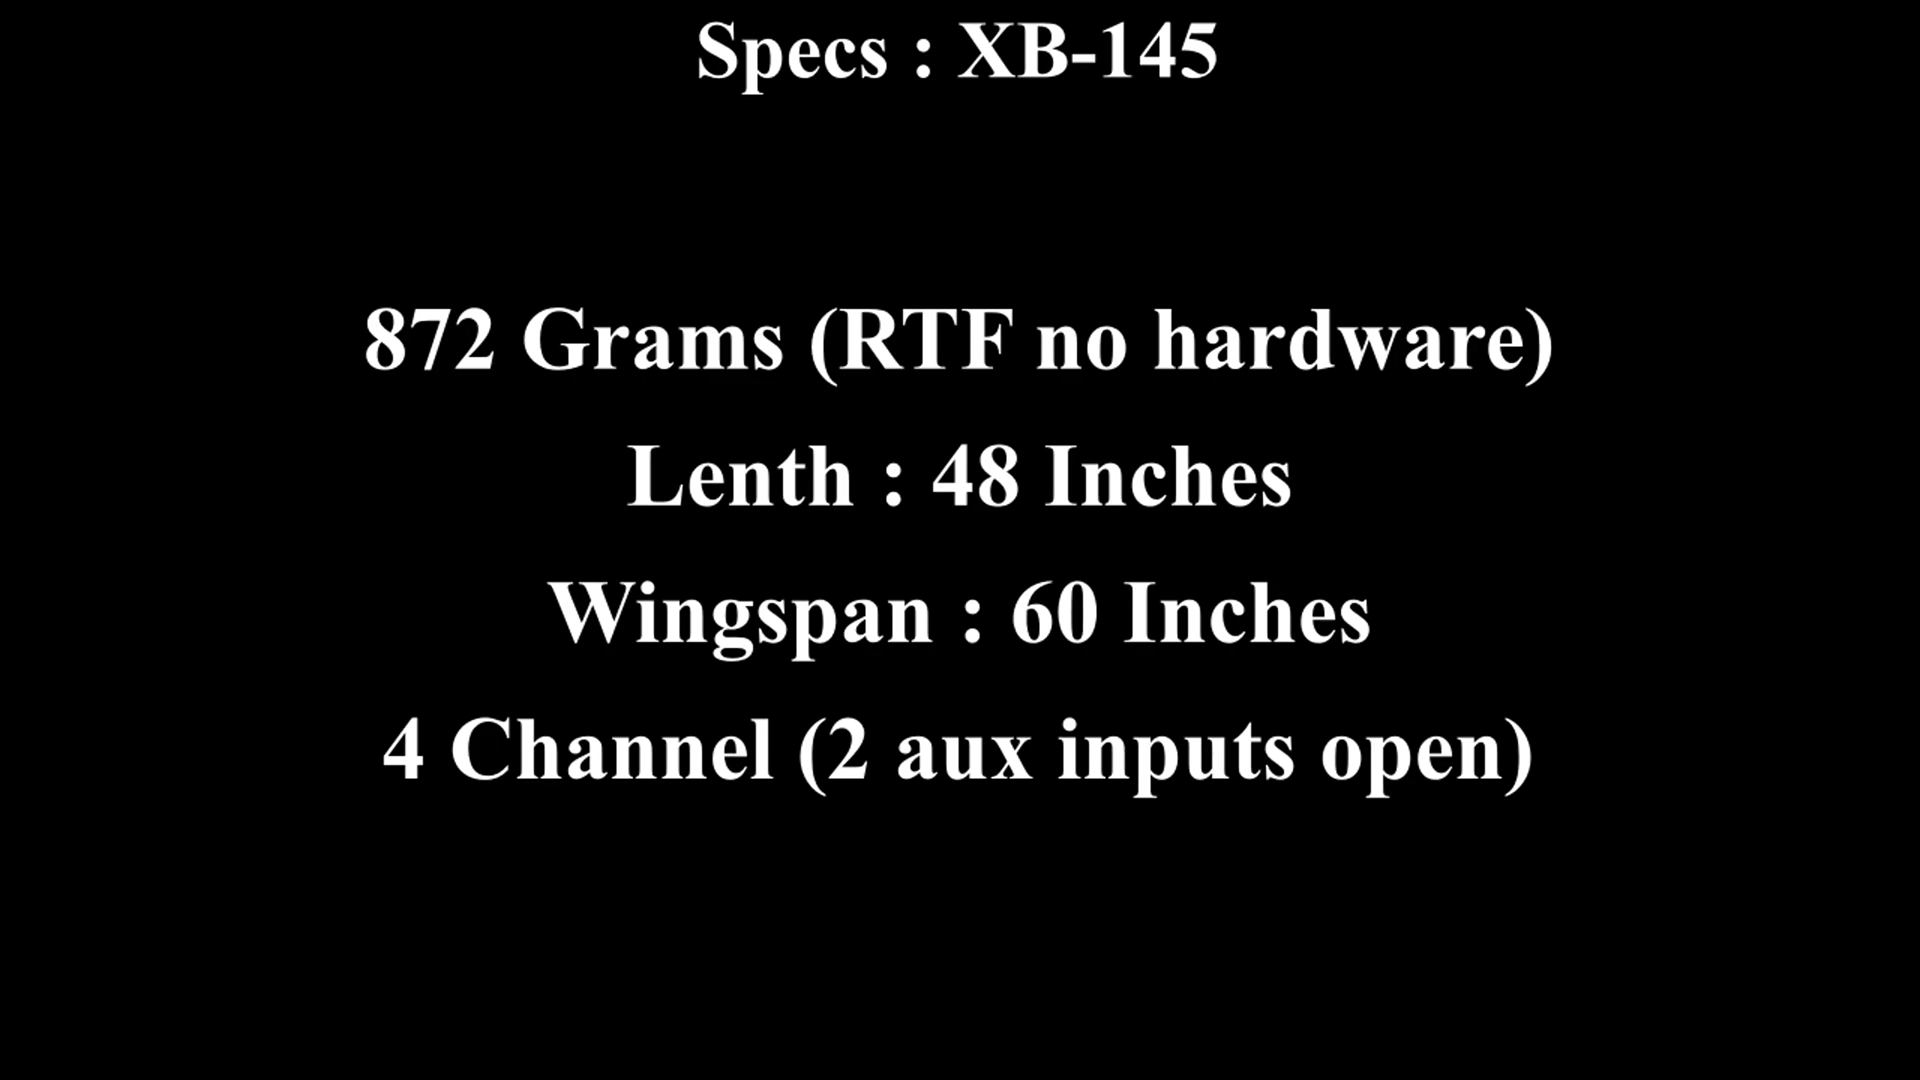 Specs : XB-145
872 Grams (RTF no hardware)
Lenth : 48 Inches
Wingspan : 60 Inches
4 Channel (2 aux inputs open)